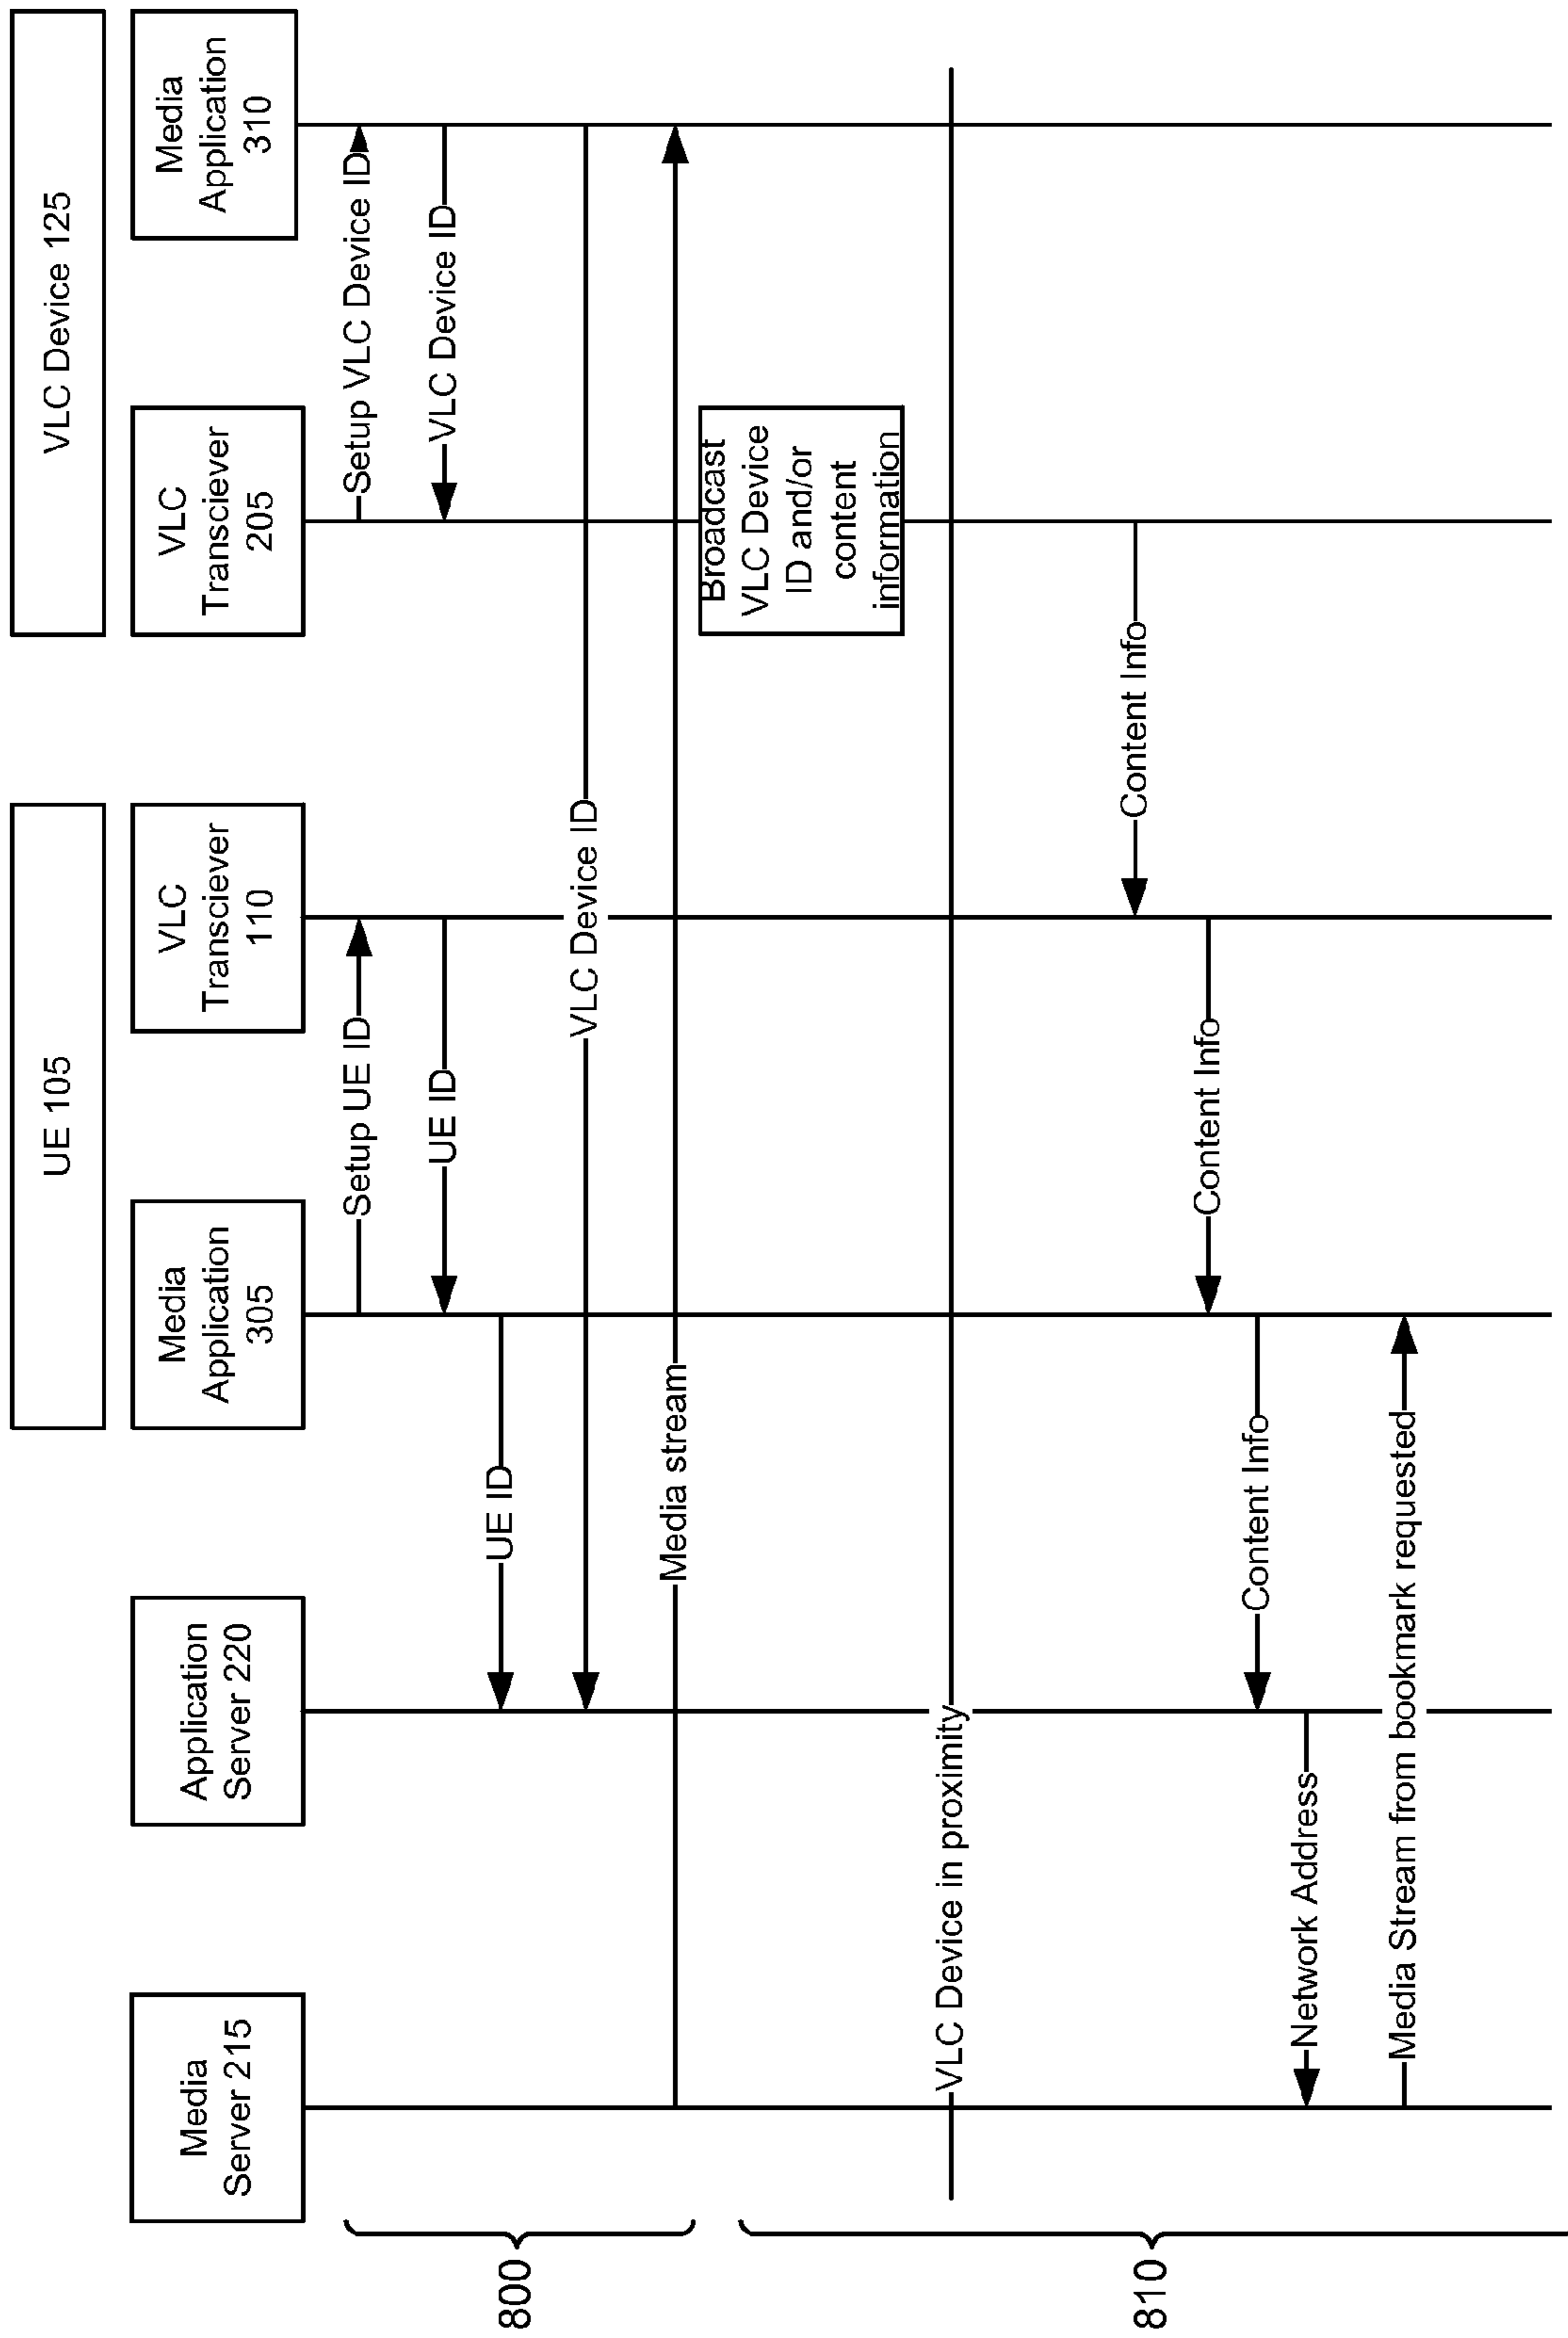 UE 105
VLC Device 125
Media
Server 215
Application
Server 220
Media
Application
305
VLC
Transciever
110
VLC
Transciever
205
Media
Application
310
800
Setup UE ID
Setup VLC Device ID
UE ID
VLC Device ID
UE ID
VLC Device ID
Media stream
Broadcast
VLC Device
ID and/or
content
information
810
VLC Device in proximity
Content Info
Content Info
Content Info
Network Address
Media Stream from bookmark requested